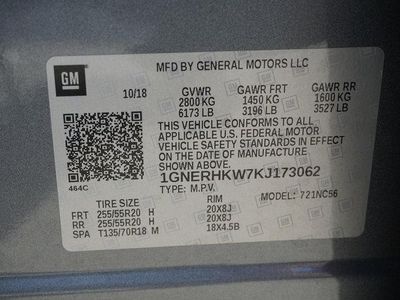 MFD BY GENERAL MOTORS LLC
GM
10/18
GVWR GAWR FRT GAWR RR
2800 KG 1450 KG 1600 KG
6173 LB 3196 LB 3527 LB
THIS VEHICLE CONFORMS TO ALL
APPLICABLE U.S. FEDERAL MOTOR
VEHICLE SAFETY STANDARDS IN EFFECT
ON THE DATE OF MANUFACTURE SHOWN ABOVE.
1GNERHKW7KJ173062
464C
TYPE: M.P.V. MODEL: 721NC56
TIRE SIZE RIM
FRT 255/55R20 H 20X8J
RR 255/55R20 H 20X8J
SPA T135/70R18 M 18X4.5B